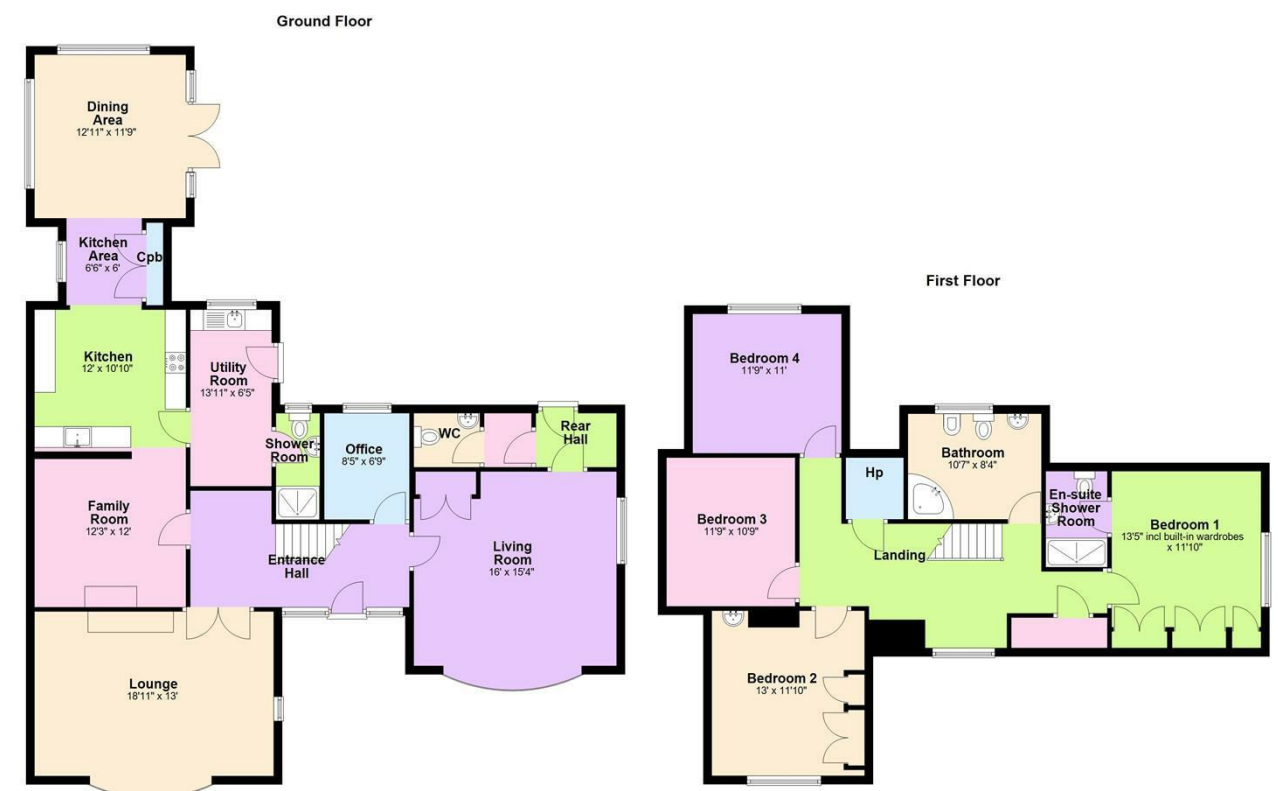 Ground Floor
Dining
Area
12'11" x 11'9"
Kitchen
Area
6'6" x 6'
Cpb
Kitchen
12' x 10'10"
Utility
Room
13'11" x 6'5"
Shower
Room
Office
8'5" x 6'9"
WC
Rear
Hall
Family
Room
12'3" x 12'
Entrance
Hall
Living
Room
16' x 15'4"
Lounge
18'11" x 13'
First Floor
Bedroom 4
11'9" x 11'
Bathroom
10'7" x 8'4"
Hp
Bedroom 3
11'9" x 10'9"
En-suite
Shower
Room
Bedroom 1
13'5" incl built-in wardrobes
x 11'10"
Landing
Bedroom 2
13' x 11'10"